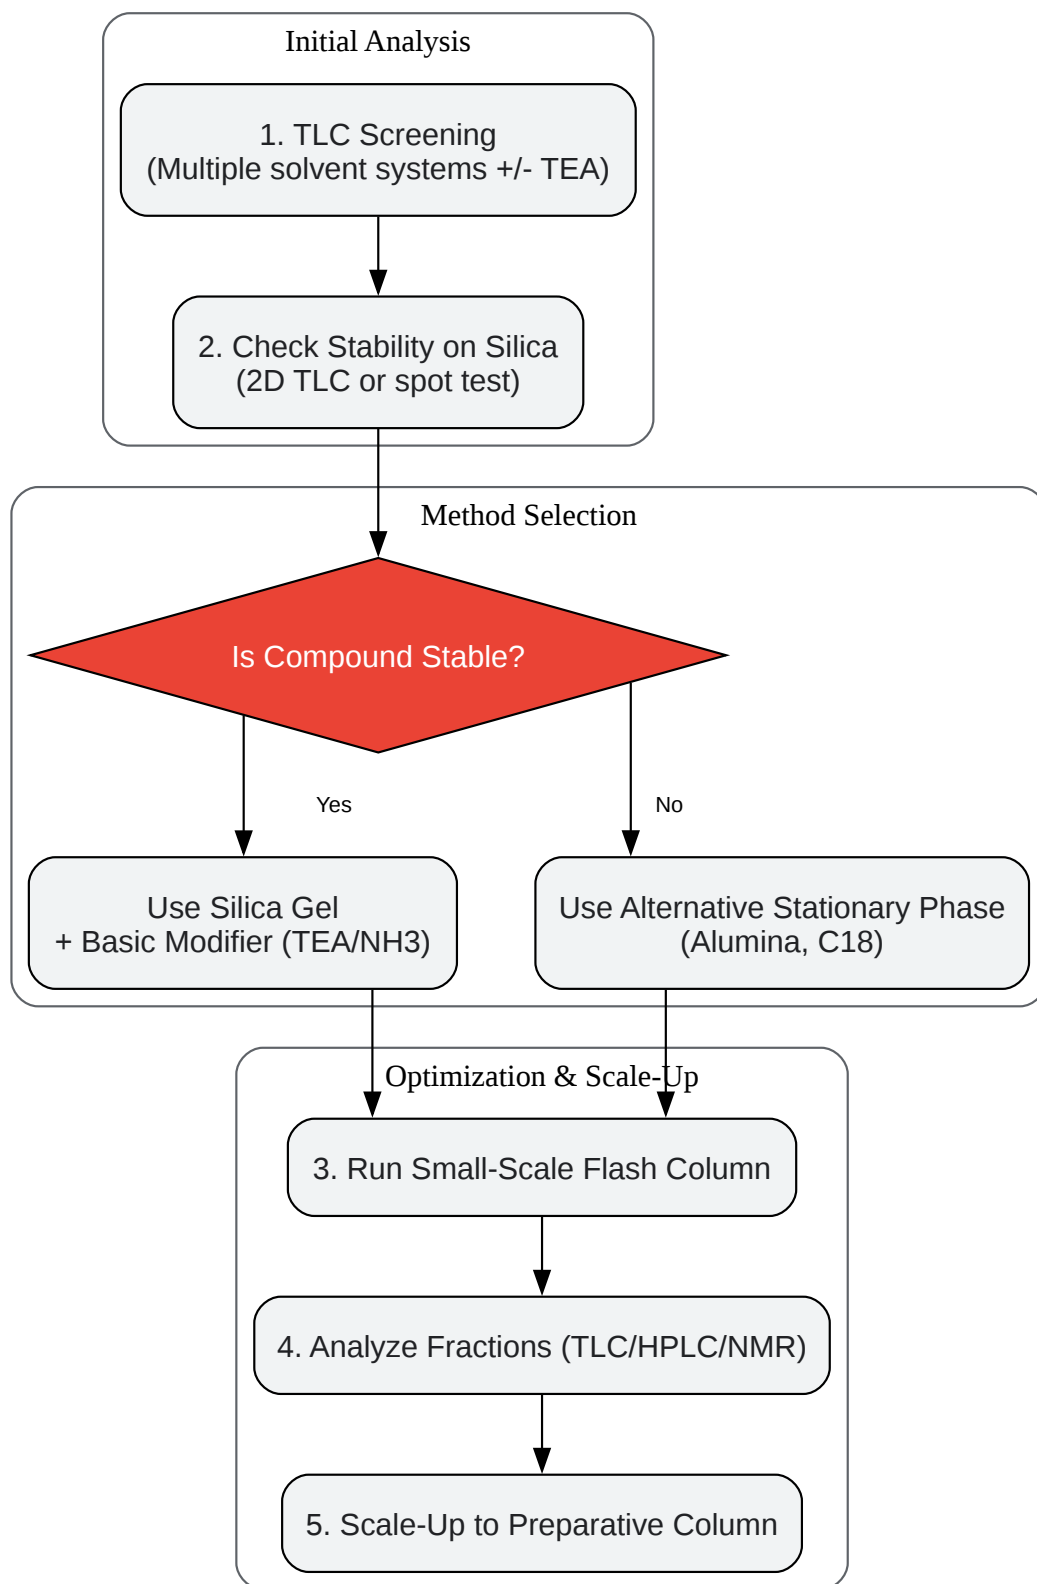 Initial Analysis
1. TLC Screening
(Multiple solvent systems +/- TEA)
2. Check Stability on Silica
(2D TLC or spot test)
Method Selection
Is Compound Stable?
Yes
No
Use Silica Gel
+ Basic Modifier (TEA/NH3)
Use Alternative Stationary Phase
(Alumina, C18)
Optimization & Scale-Up
3. Run Small-Scale Flash Column
4. Analyze Fractions (TLC/HPLC/NMR)
5. Scale-Up to Preparative Column